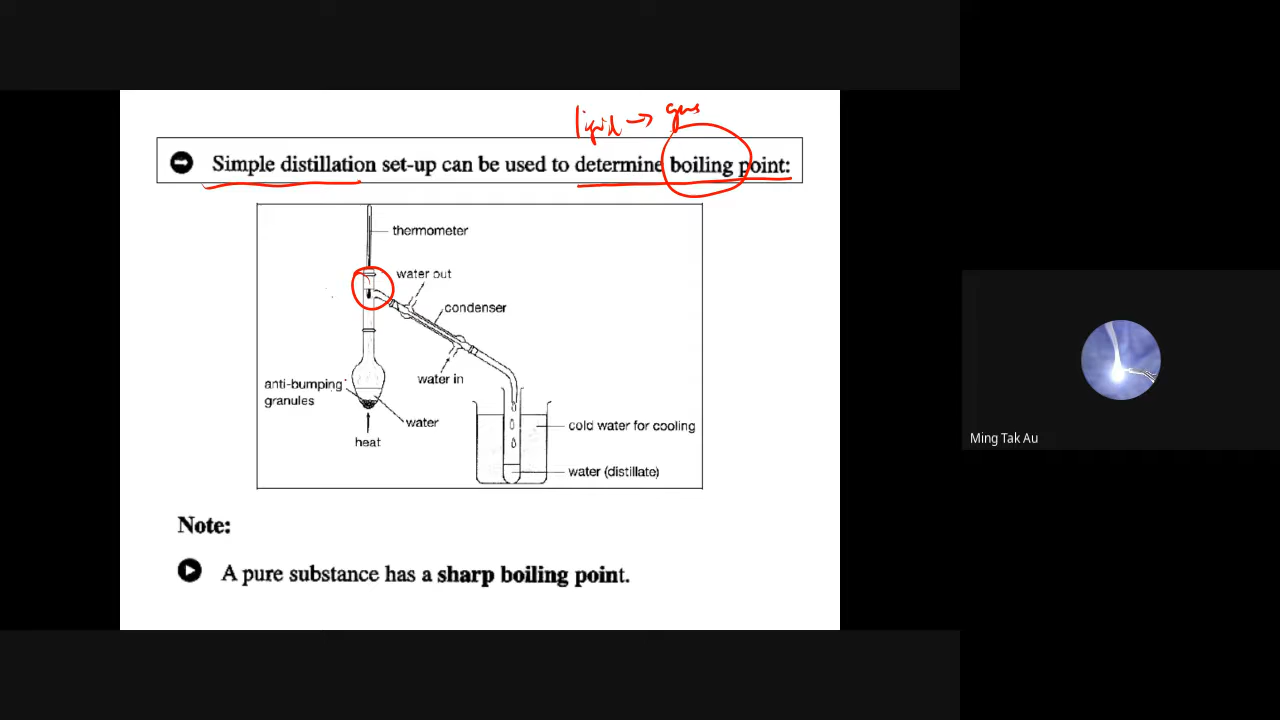 liquid → gas
Simple distillation set-up can be used to determine boiling point:
thermometer
water out
condenser
water in
anti-bumping
granules
water
heat
cold water for cooling
water (distillate)
Note:
A pure substance has a sharp boiling point.
Ming Tak Au